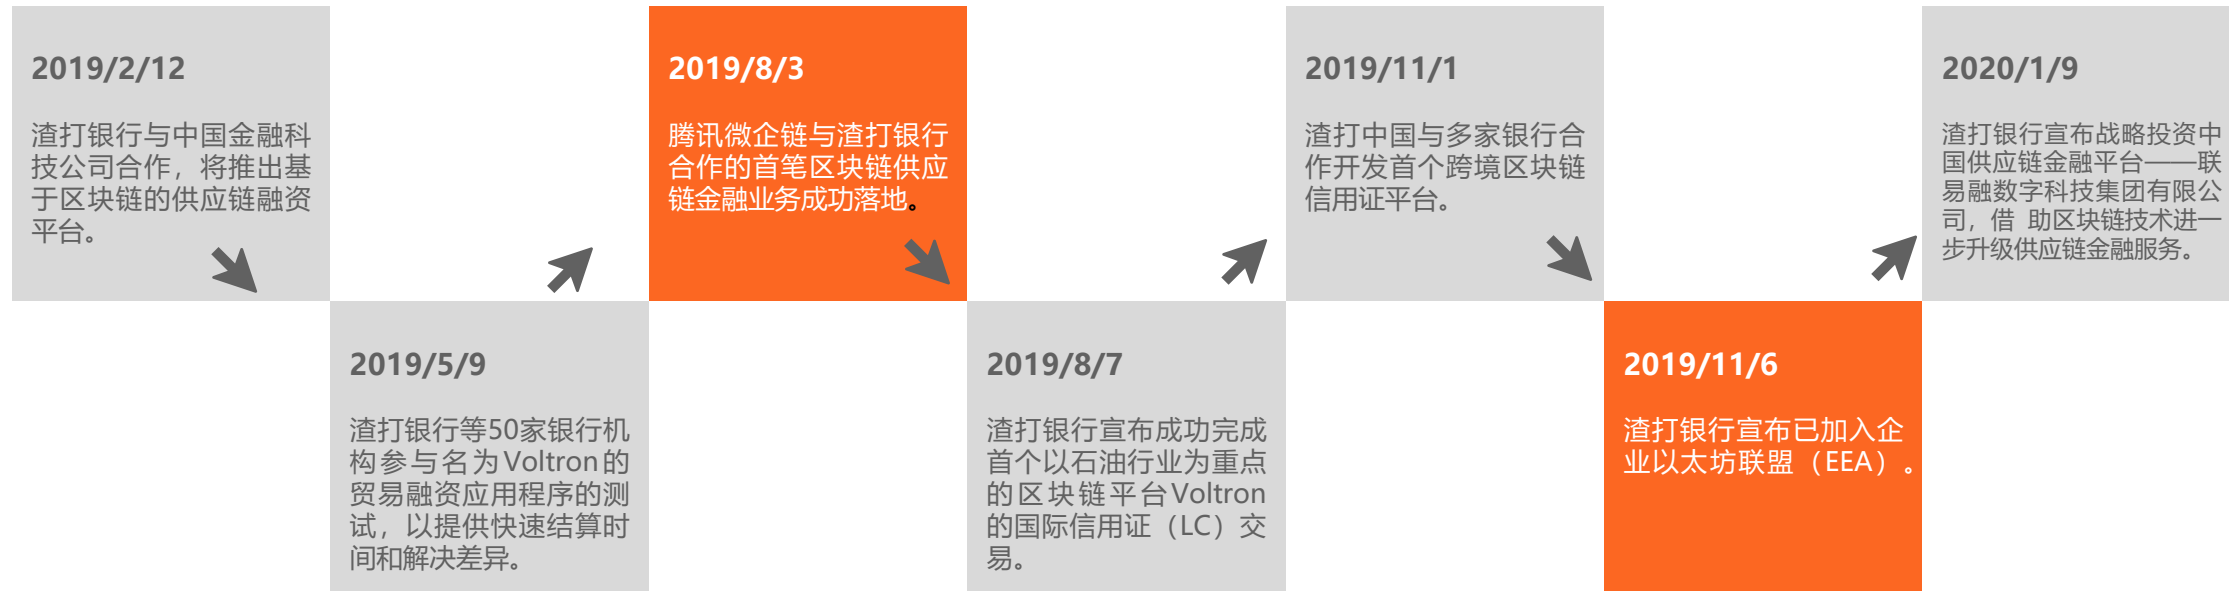 2019/2/12
渣打银行与中国金融科
技公司合作，将推出基
于区块链的供应链融资
平台。
2019/5/9
渣打银行等50家银行机
构参与名为Voltron的
贸易融资应用程序的测
试，以提供快速结算时
间和解决差异。
2019/8/3
腾讯微企链与渣打银行
合作的首笔区块链供应
链金融业务成功落地。
2019/8/7
渣打银行宣布成功完成
首个以石油行业为重点
的区块链平台Voltron
的国际信用证（LC）交
易。
2019/11/1
渣打中国与多家银行合
作开发首个跨境区块链
信用证平台。
2019/11/6
渣打银行宣布已加入企
业以太坊联盟（EEA）。
2020/1/9
渣打银行宣布战略投资中
国供应链金融平台——联
易融数字科技集团有限公
司，借 助区块链技术进一
步升级供应链金融服务。